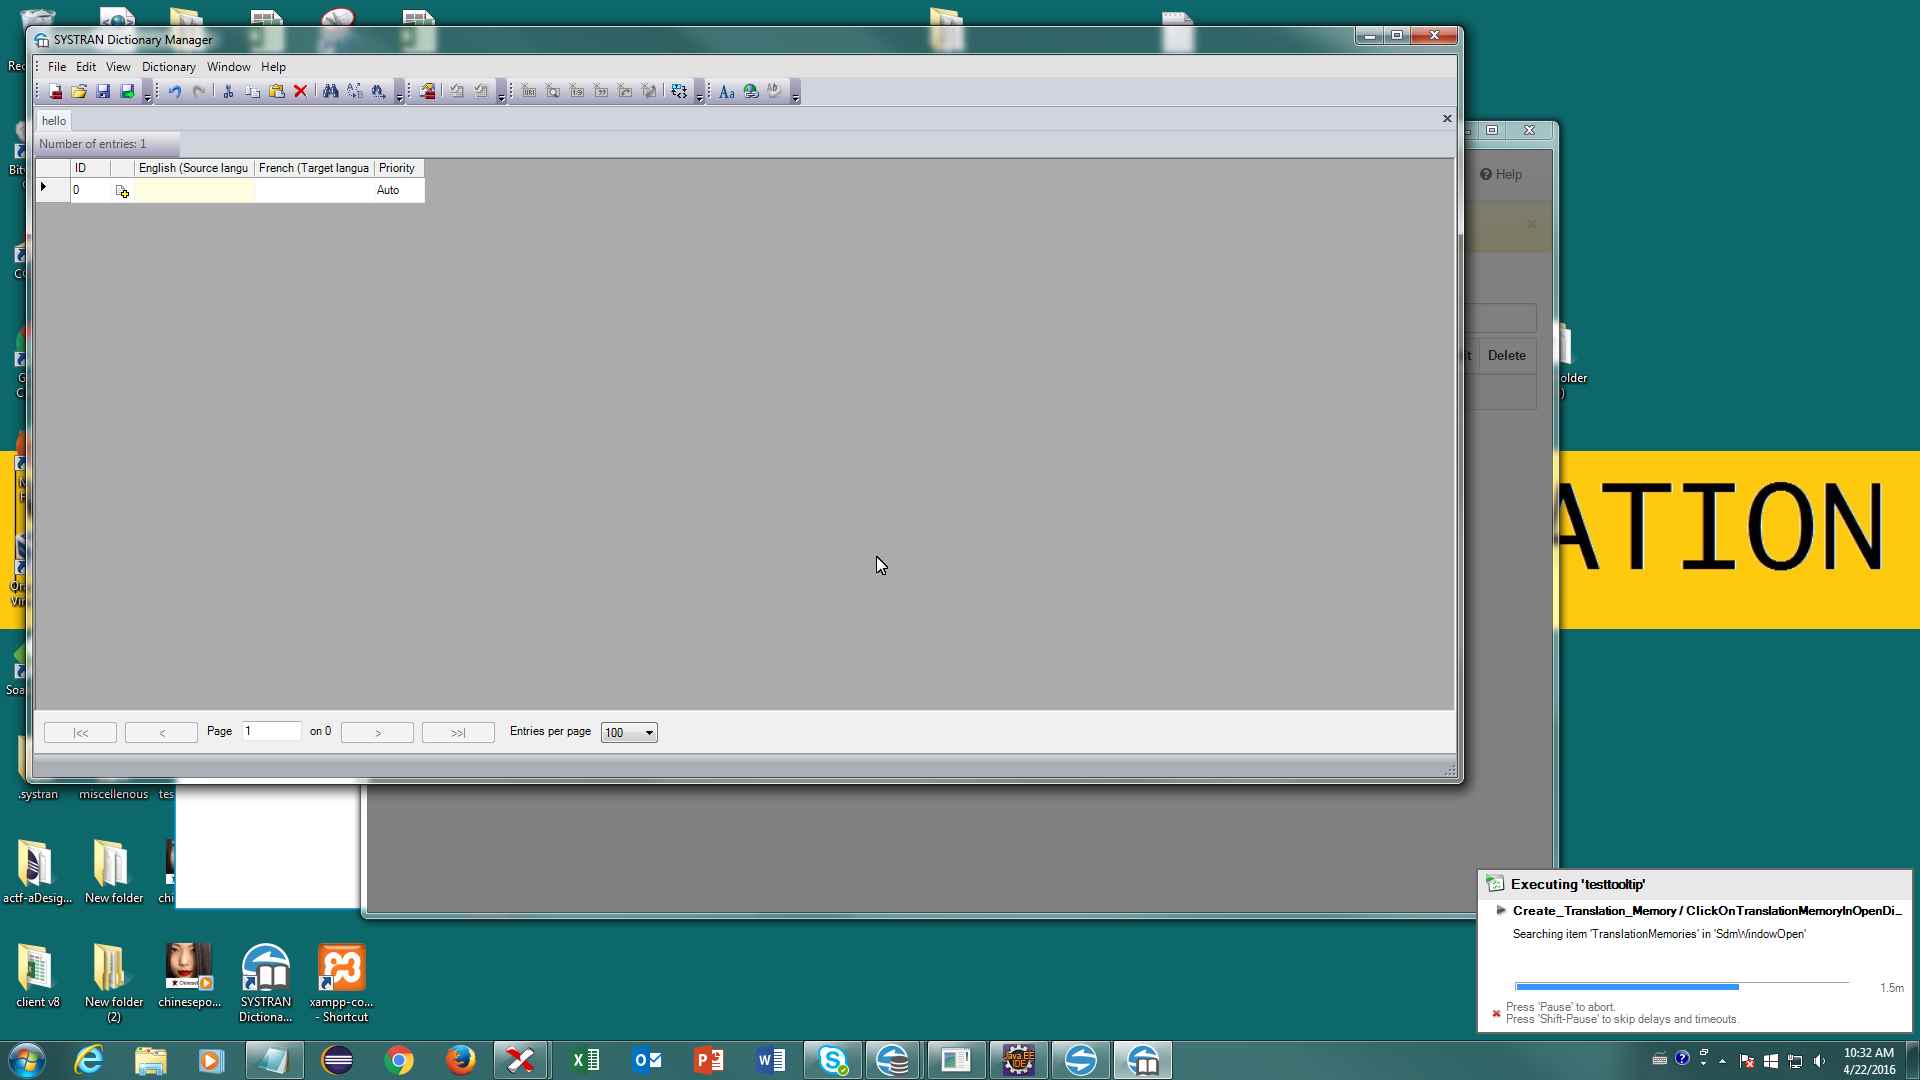 SYSTRAN Dictionary Manager
File Edit View Dictionary Window Help
hello
Number of entries: 1
ID English (Source langu French (Target langua Priority
0 Auto
|<< < Page 1 on 0 > >>| Entries per page 100
Help
Delete
older
ATION
.systran
miscellenous
tes
actf-aDesig...
New folder
chi
client v8
New folder (2)
chinesepo...
SYSTRAN Dictiona...
xampp-co... - Shortcut
Executing 'testtooltip'
Create_Translation_Memory / ClickOnTranslationMemoryInOpenDi...
Searching item 'TranslationMemories' in 'SdmWindowOpen'
1.5m
Press 'Pause' to abort.
Press 'Shift-Pause' to skip delays and timeouts.
10:32 AM
4/22/2016